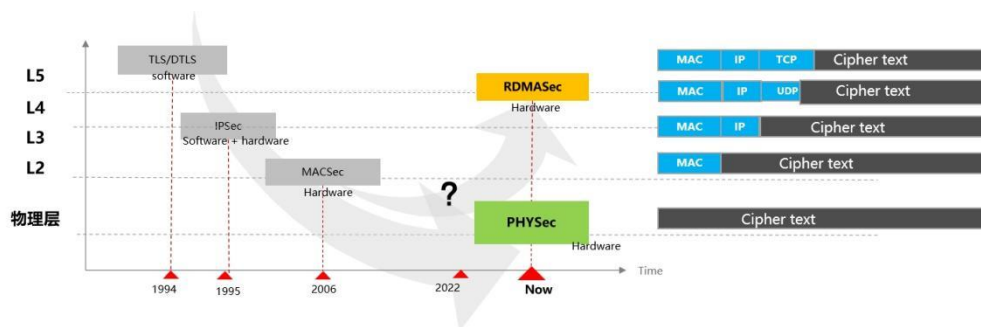 TLS/DTLS
software
MAC IP TCP Cipher text
L5
RDMASec
Hardware
MAC IP UDP Cipher text
L4
IPSec
Software + hardware
MAC IP Cipher text
L3
L2
MACSec
Hardware
MAC Cipher text
?
物理层
PHYSec
Hardware
Cipher text
Time
1994
1995
2006
2022
Now